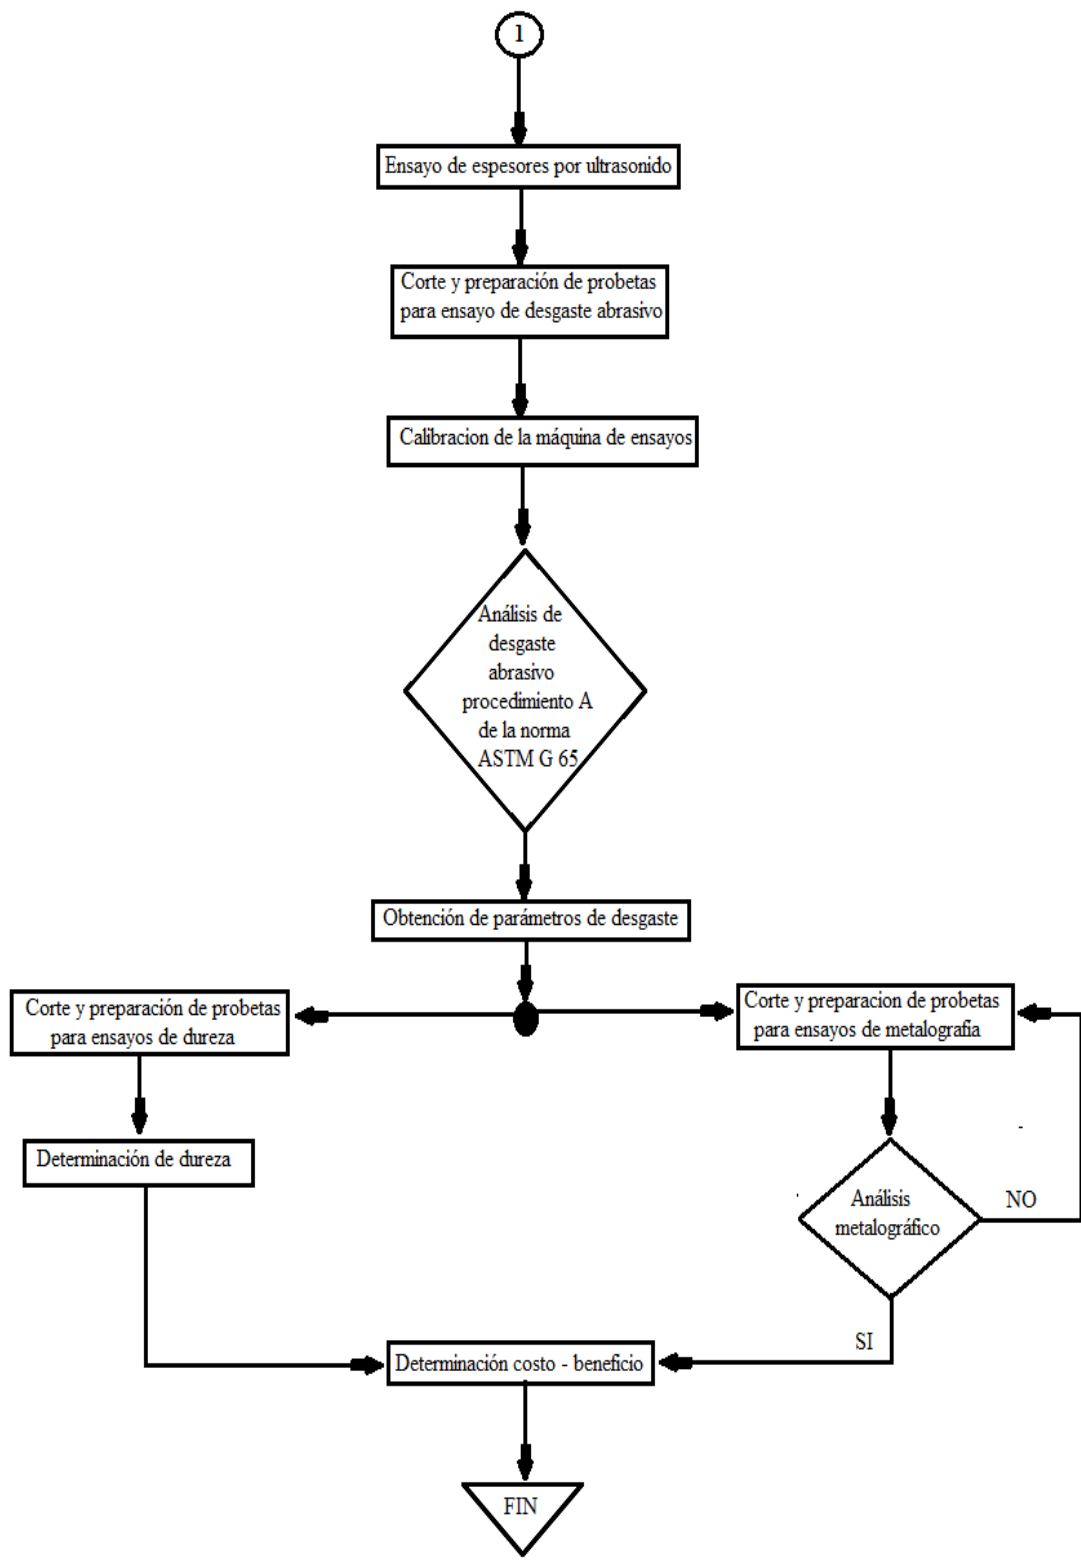 1
Ensayo de espesores por ultrasonido
Corte y preparación de probetas
para ensayo de desgaste abrasivo
Calibracion de la máquina de ensayos
Análisis de
desgaste
abrasivo
procedimiento A
de la norma
ASTM G 65
Obtención de parámetros de desgaste
Corte y preparación de probetas
para ensayos de dureza
Corte y preparacion de probetas
para ensayos de metalografía
Determinación de dureza
Análisis
metalográfico
NO
SI
Determinación costo - beneficio
FIN